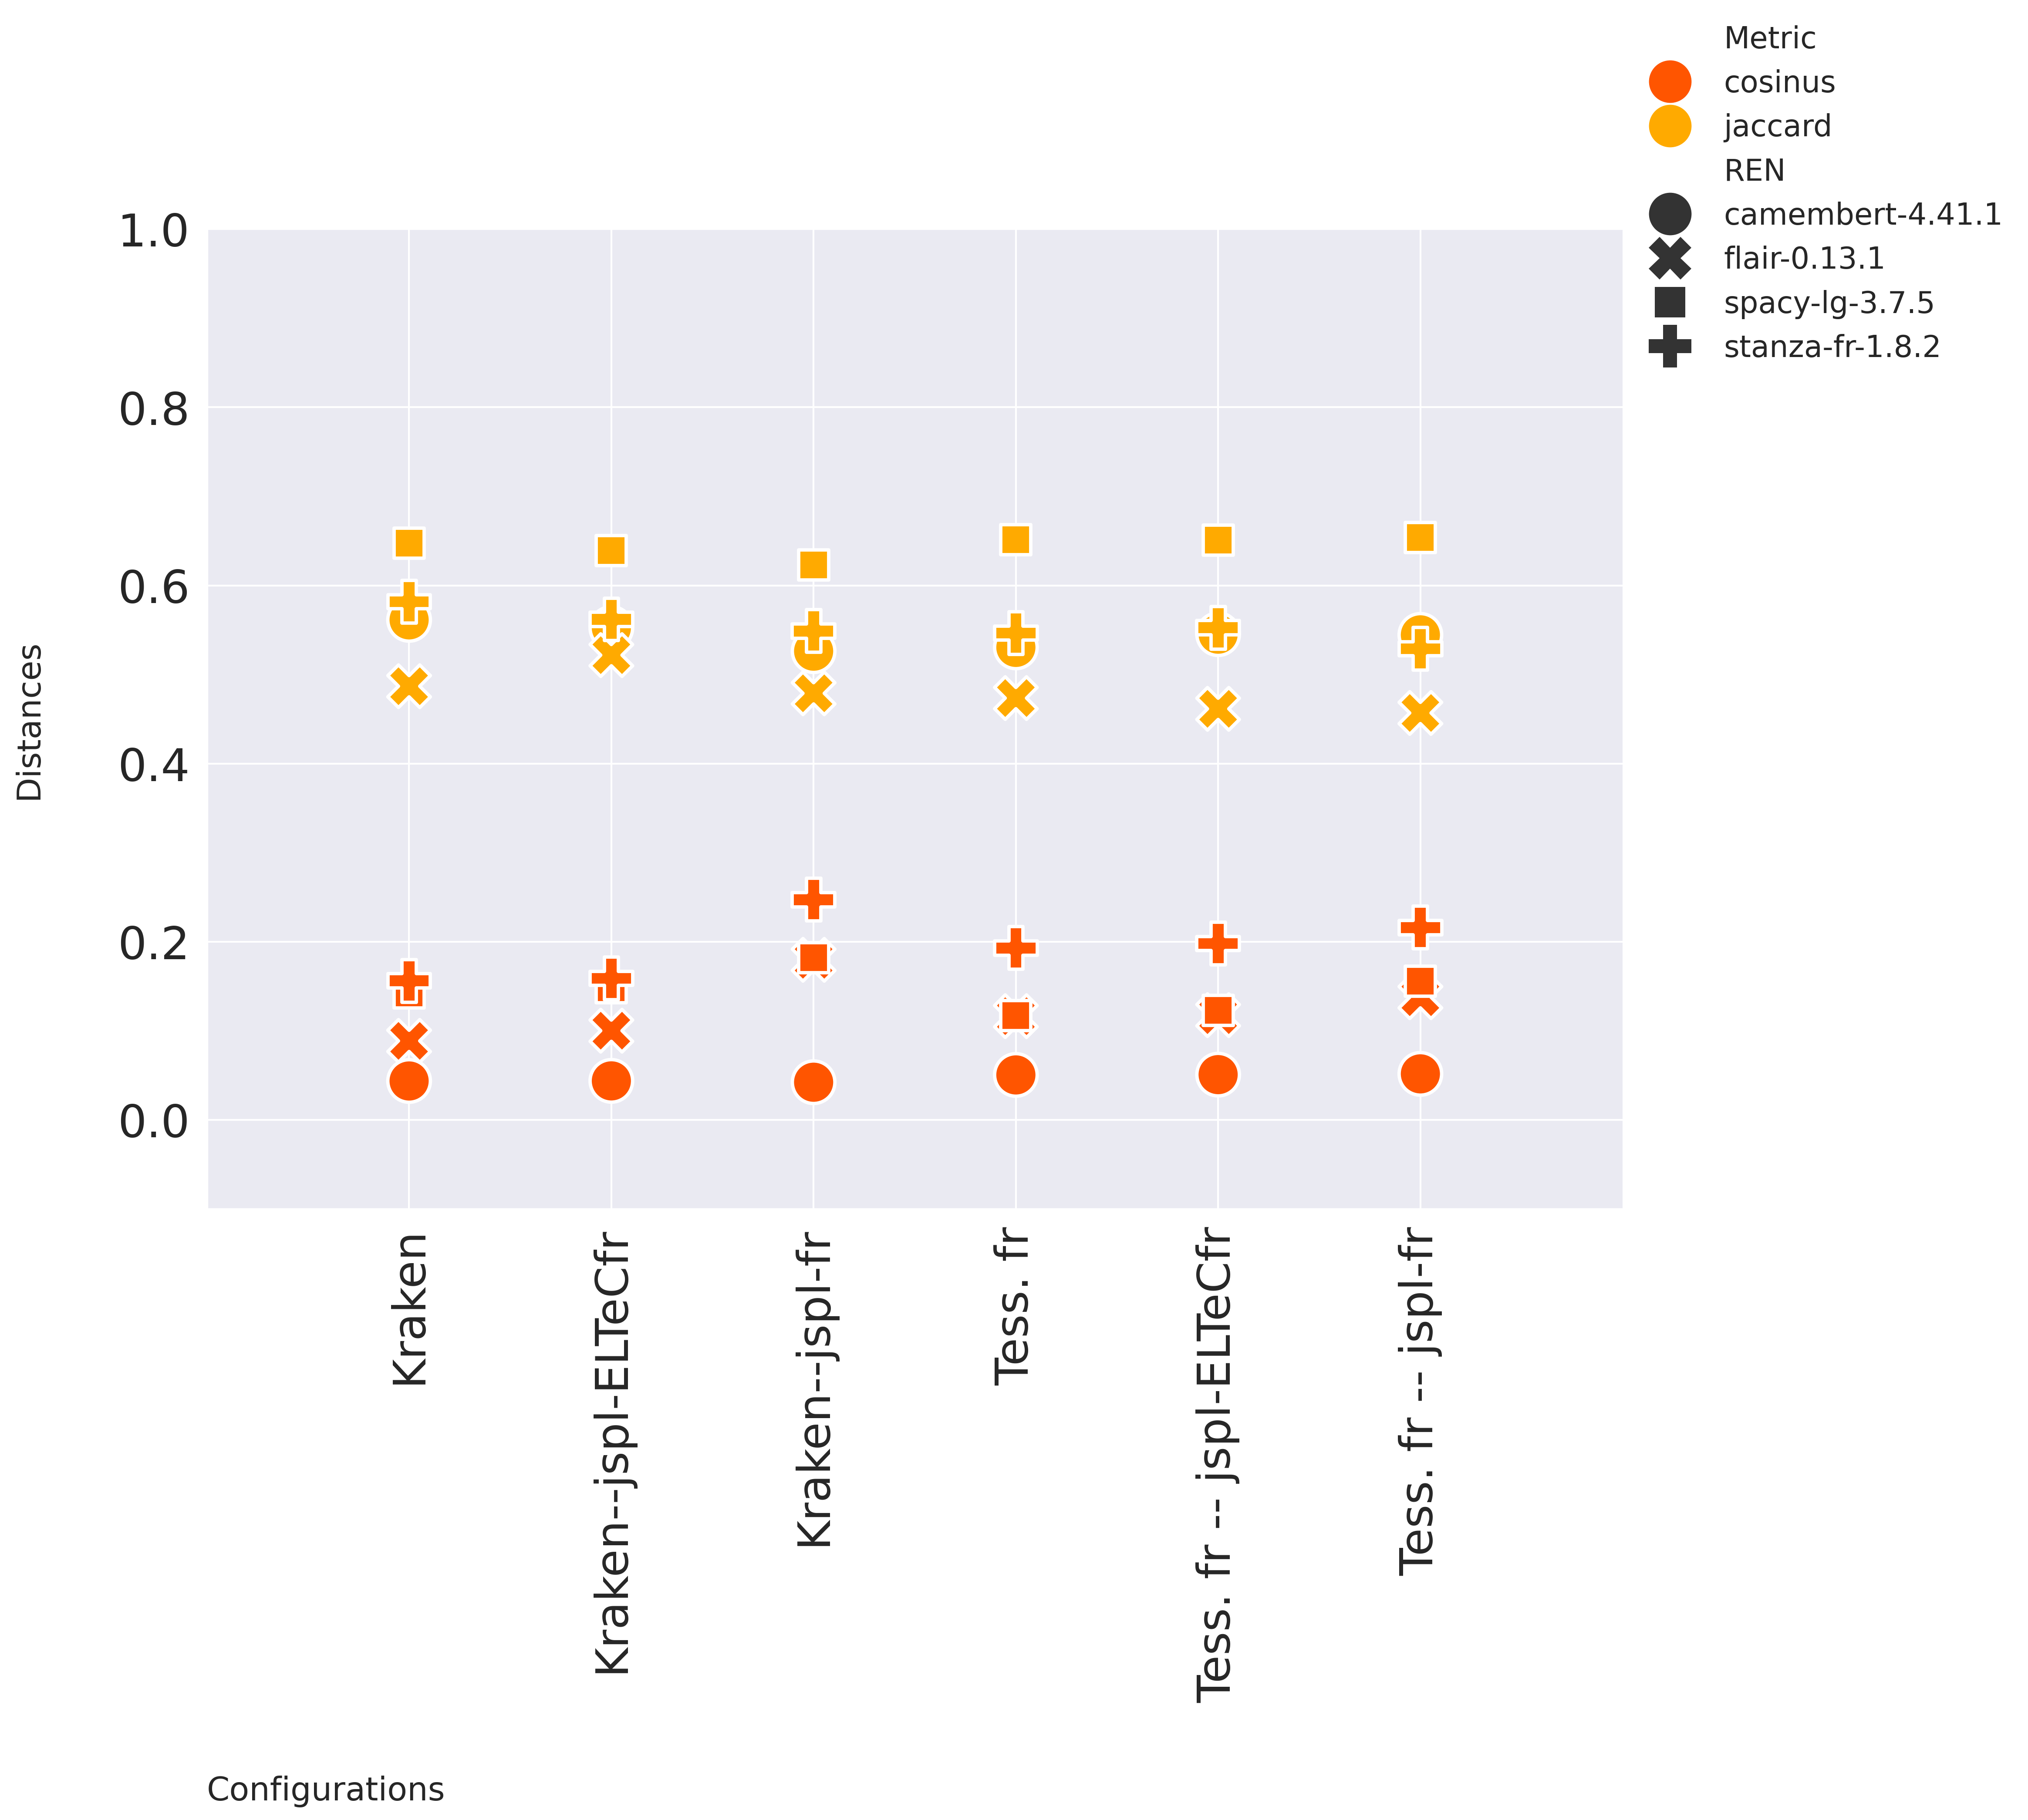 Metric
cosinus
jaccard
REN
camembert-4.41.1
flair-0.13.1
spacy-lg-3.7.5
stanza-fr-1.8.2
1.0
0.8
0.6
0.4
0.2
0.0
Distances
Kraken
Kraken--jspl-ELTeCfr
Kraken--jspl-fr
Tess. fr
Tess. fr -- jspl-ELTeCfr
Tess. fr -- jspl-fr
Configurations